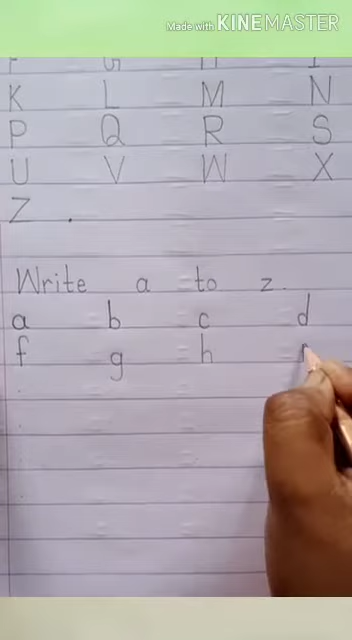 Made with KINEMASTER
F G H I
K L M N
P Q R S
U V W X
Z .
Write a to z.
a b c d
f g h